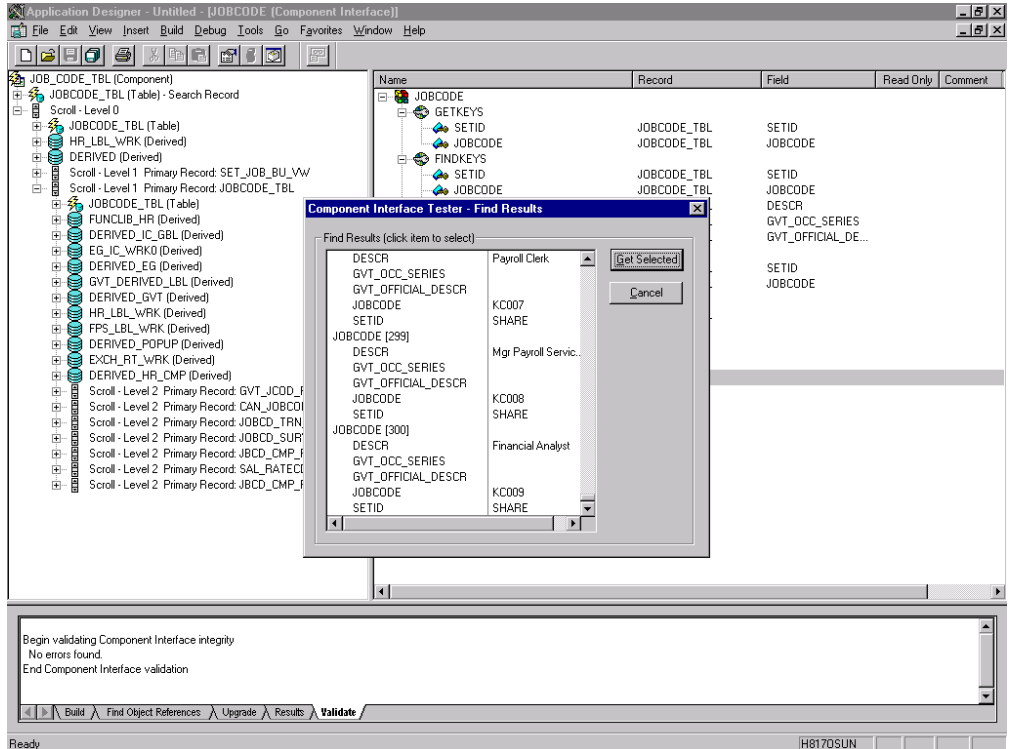 Application Designer - Untitled - [JOBCODE (Component Interface)]
File Edit View Insert Build Debug Tools Go Favorites Window Help
JOB_CODE_TBL (Component)
JOBCODE_TBL (Table) - Search Record
Scroll - Level 0
JOBCODE_TBL (Table)
HR_LBL_WRK (Derived)
DERIVED (Derived)
Scroll - Level 1 Primary Record: SET_JOB_BU_VW
Scroll - Level 1 Primary Record: JOBCODE_TBL
JOBCODE_TBL (Table)
FUNCLIB_HR (Derived)
DERIVED_IC_GBL (Derived)
EG_IC_WRK0 (Derived)
DERIVED_EG (Derived)
GVT_DERIVED_LBL (Derived)
DERIVED_GVT (Derived)
HR_LBL_WRK (Derived)
FPS_LBL_WRK (Derived)
DERIVED_POPUP (Derived)
EXCH_RT_WRK (Derived)
DERIVED_HR_CMP (Derived)
Scroll - Level 2 Primary Record: GVT_JCOD_
Scroll - Level 2 Primary Record: CAN_JOBCO
Scroll - Level 2 Primary Record: JOBCD_TRN_
Scroll - Level 2 Primary Record: JOBCD_SUR
Scroll - Level 2 Primary Record: JBCD_CMP_
Scroll - Level 2 Primary Record: SAL_RATEC
Scroll - Level 2 Primary Record: JBCD_CMP_
Name Record Field Read Only Comment
JOBCODE
GETKEYS
SETID JOBCODE_TBL SETID
JOBCODE JOBCODE_TBL JOBCODE
FINDKEYS
SETID JOBCODE_TBL SETID
JOBCODE JOBCODE_TBL JOBCODE
DESCR
GVT_OCC_SERIES
GVT_OFFICIAL_DE...
SETID
JOBCODE
Component Interface Tester - Find Results
Find Results (click item to select)
DESCR Payroll Clerk
GVT_OCC_SERIES
GVT_OFFICIAL_DESCR
JOBCODE KC007
SETID SHARE
JOBCODE [299]
DESCR Mgr Payroll Servic..
GVT_OCC_SERIES
GVT_OFFICIAL_DESCR
JOBCODE KC008
SETID SHARE
JOBCODE [300]
DESCR Financial Analyst
GVT_OCC_SERIES
GVT_OFFICIAL_DESCR
JOBCODE KC009
SETID SHARE
Get Selected
Cancel
Begin validating Component Interface integrity
No errors found.
End Component Interface validation
Build Find Object References Upgrade Results Validate
Ready H8170SUN